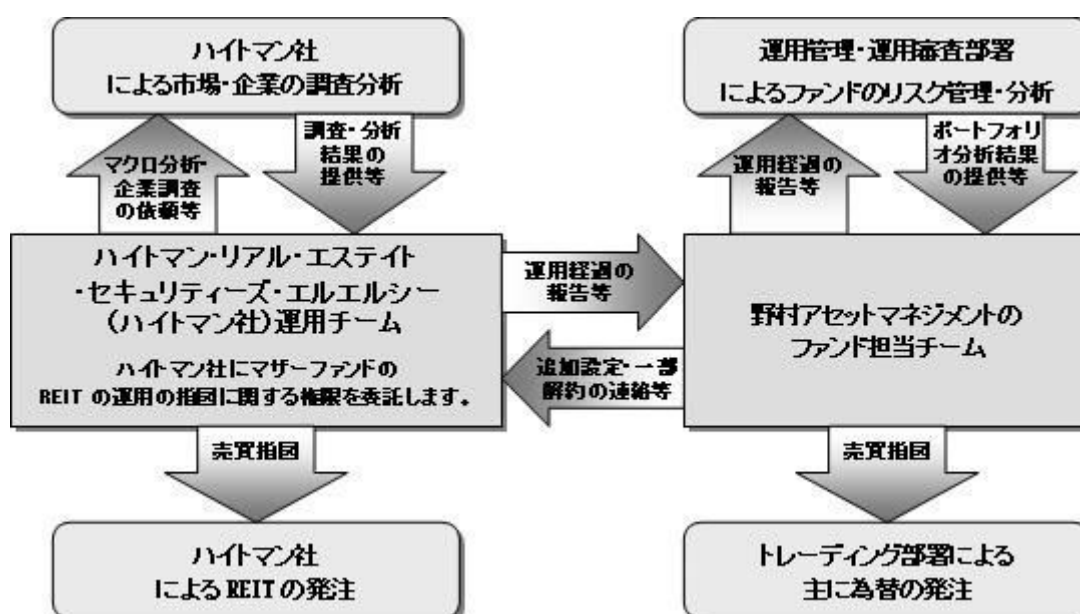 ハイトマン社
による市場・企業の調査分析
運用管理・運用審査部署
によるファンドのリスク管理・分析
マクロ分析・
企業調査
の依頼等
調査・分析
結果の
提供等
運用経過の
報告等
ポートフォリ
オ分析結果
の提供等
ハイトマン・リアル・エステイト
・セキュリティーズ・エルエルシー
（ハイトマン社）運用チーム
ハイトマン社にマザーファンドの
REIT の運用の指図に関する権限を委託します。
運用経過の
報告等
追加設定・一部
解約の連絡等
野村アセットマネジメントの
ファンド担当チーム
売買指図
売買指図
ハイトマン社
による REIT の発注
トレーディング部署による
主に為替の発注